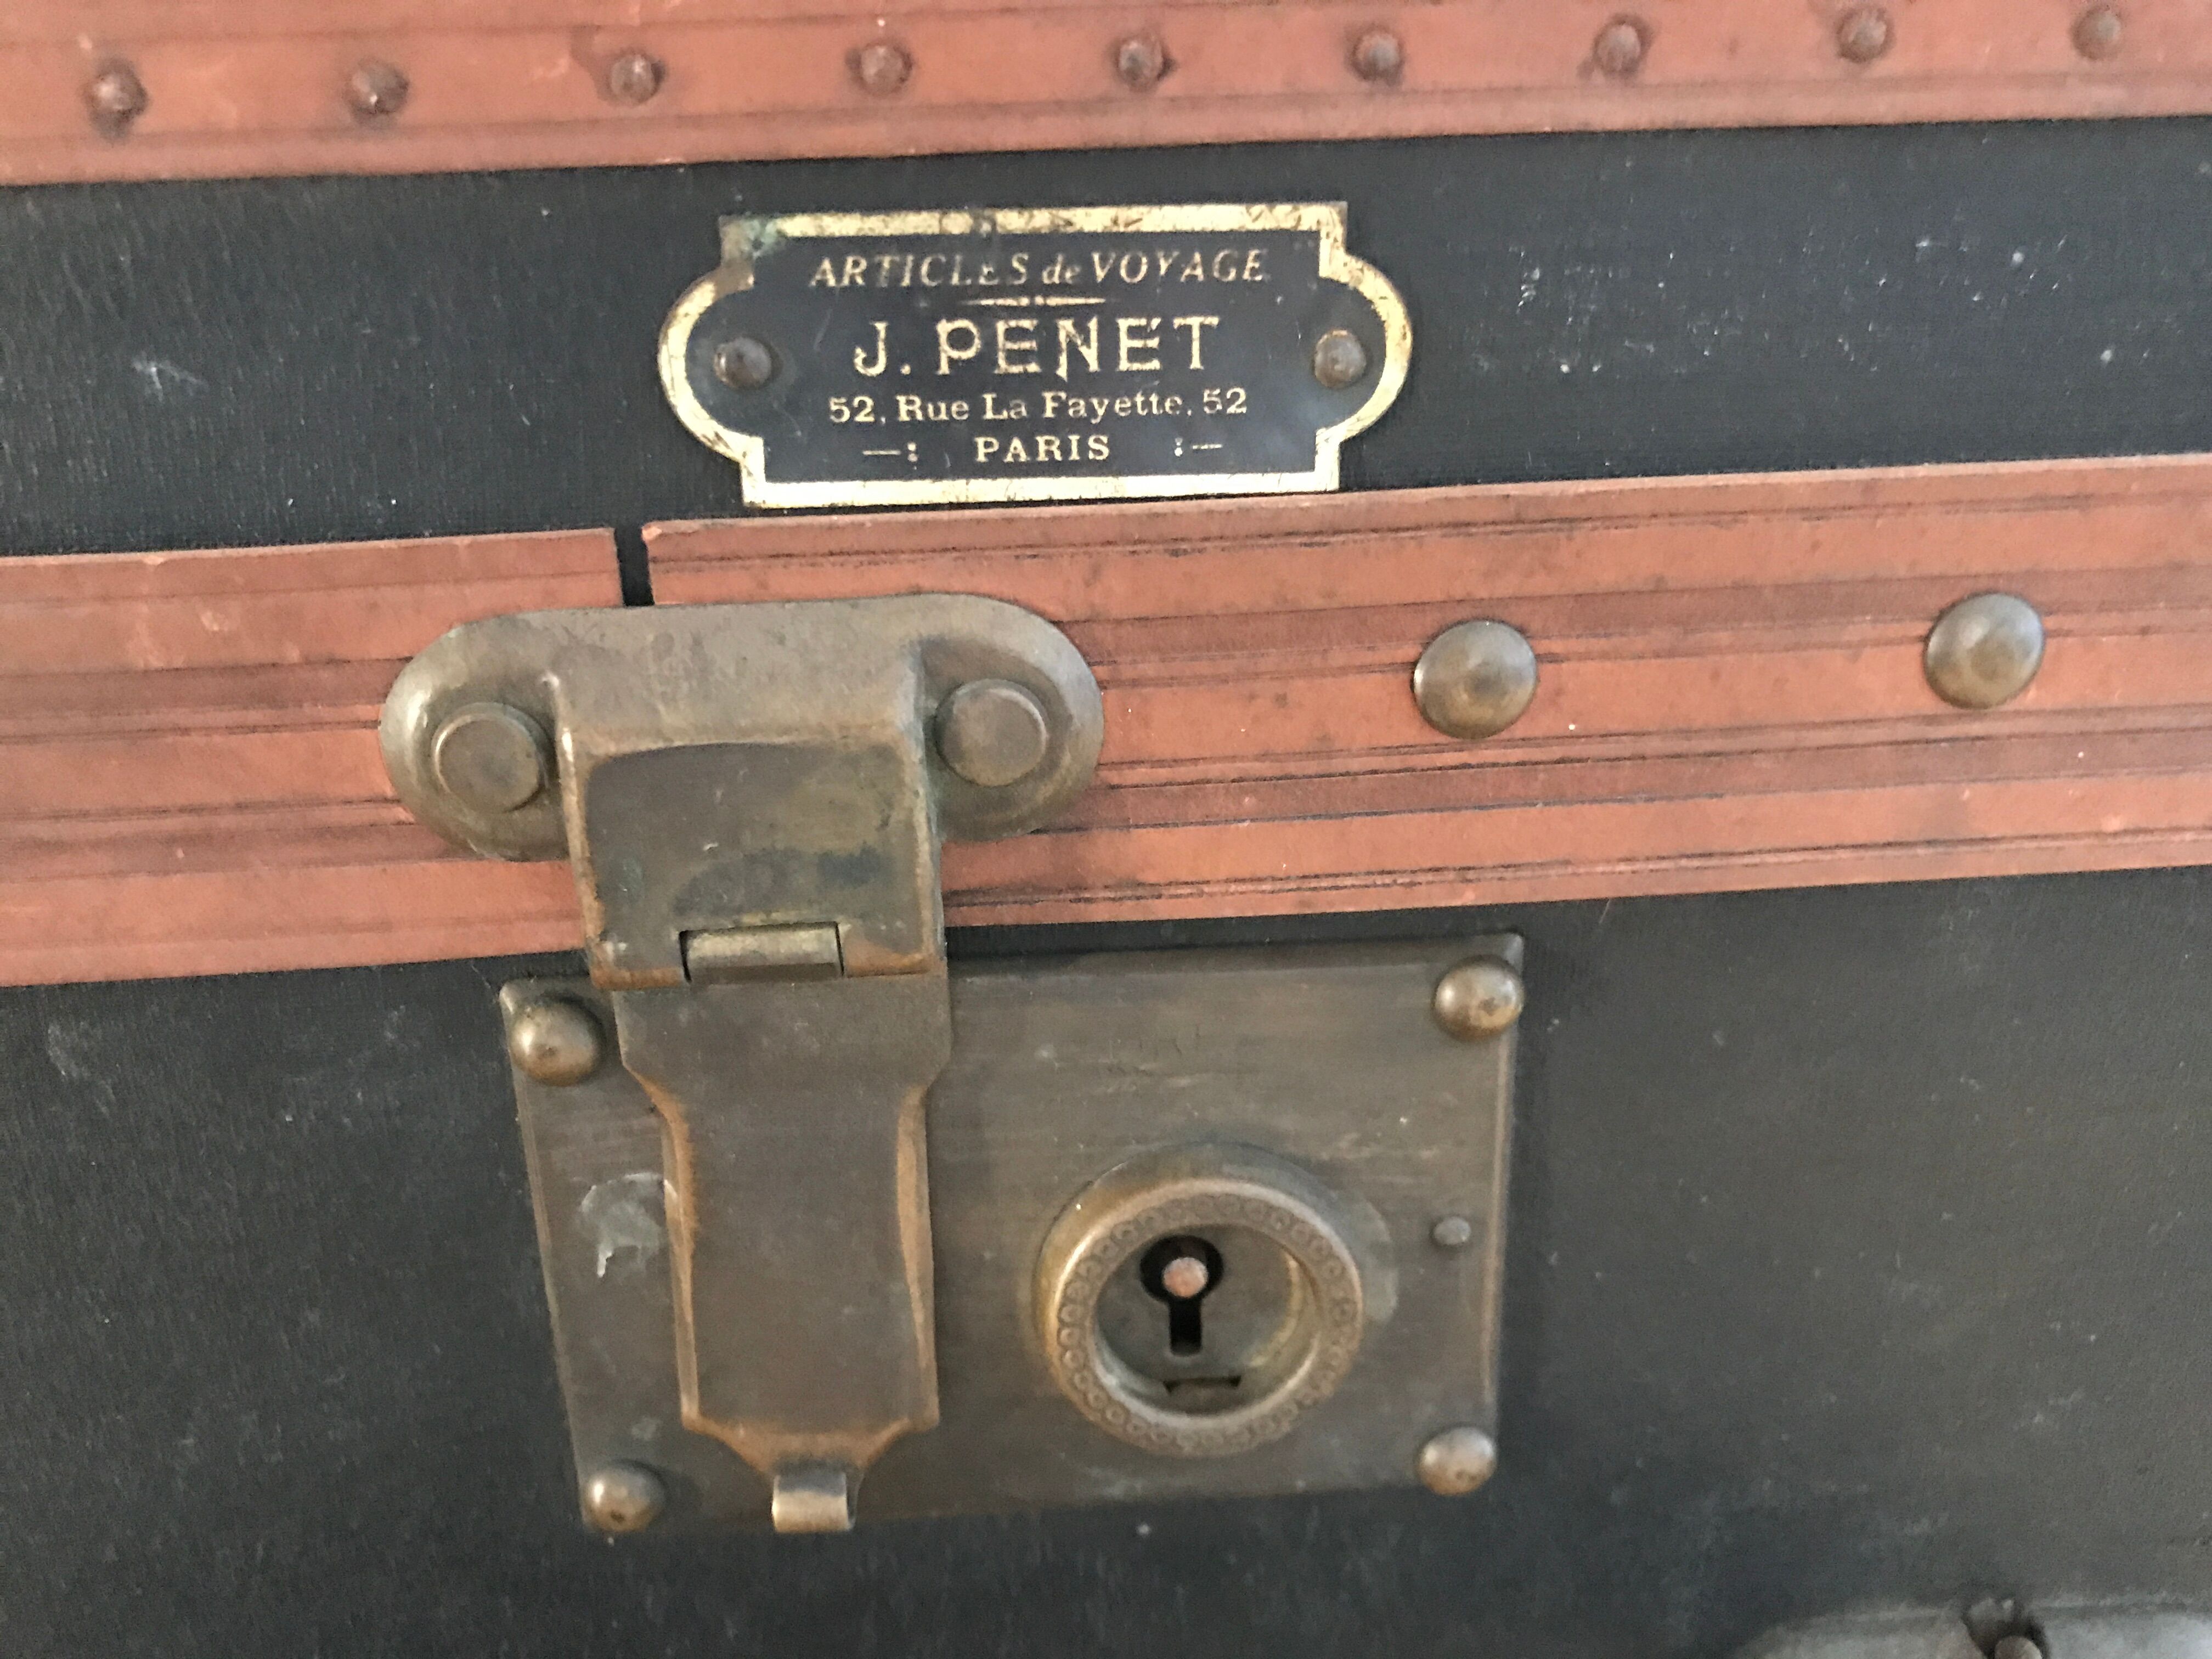 ARTICLES de VOYAGE
J. PENET
52, Rue La Fayette, 52
—: PARIS :—